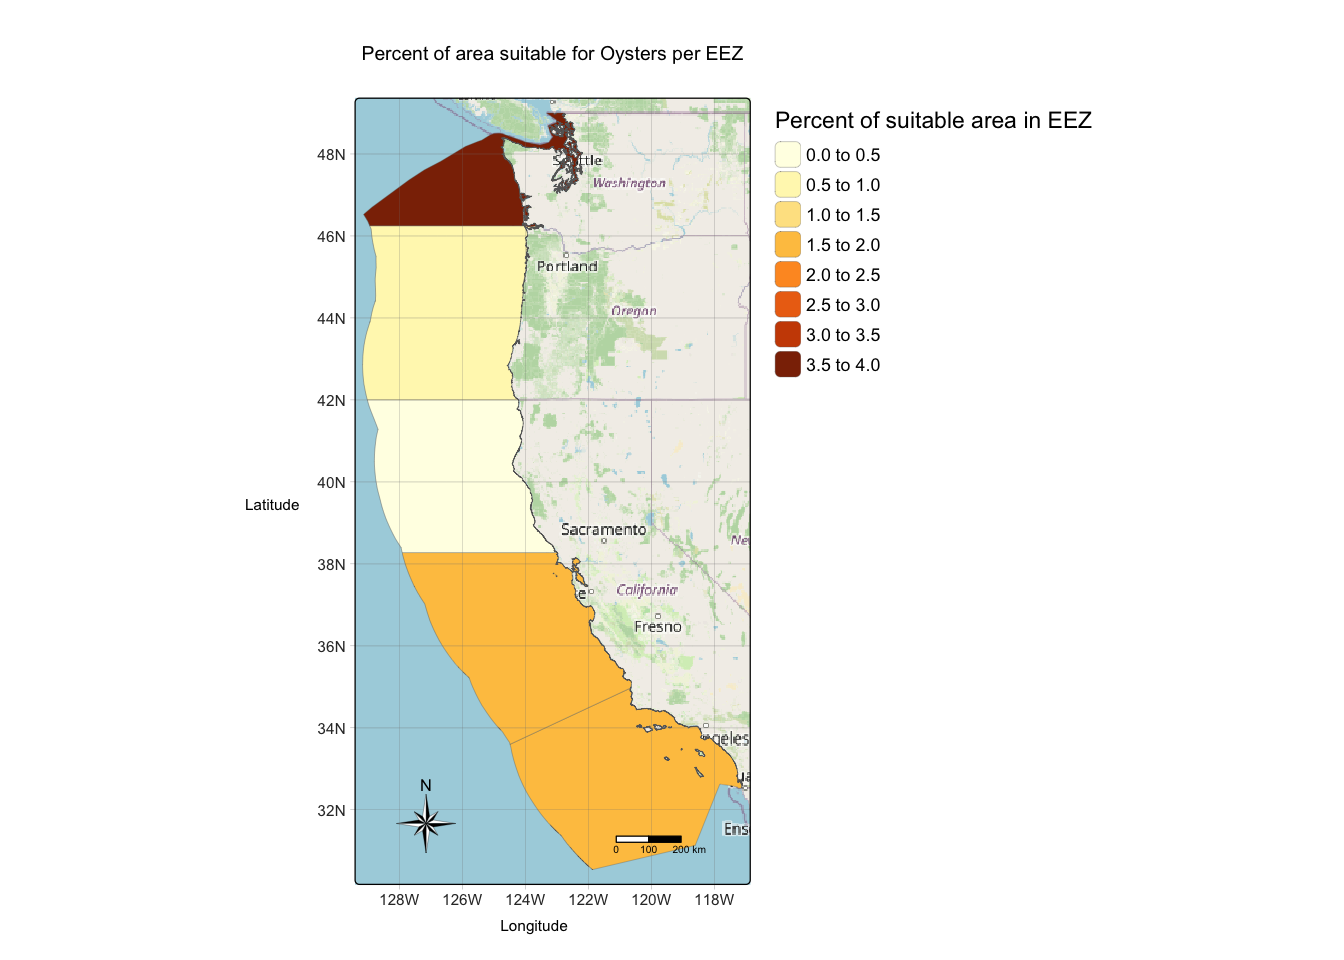 Percent of area suitable for Oysters per EEZ
Percent of suitable area in EEZ
0.0 to 0.5
0.5 to 1.0
1.0 to 1.5
1.5 to 2.0
2.0 to 2.5
2.5 to 3.0
3.0 to 3.5
3.5 to 4.0
48N
46N
44N
42N
40N
38N
36N
34N
32N
Latitude
Washington
Portland
Oregon
Sacramento
Ne
e
California
Fresno
geles
Ens
N
0 100 200 km
128W 126W 124W 122W 120W 118W
Longitude